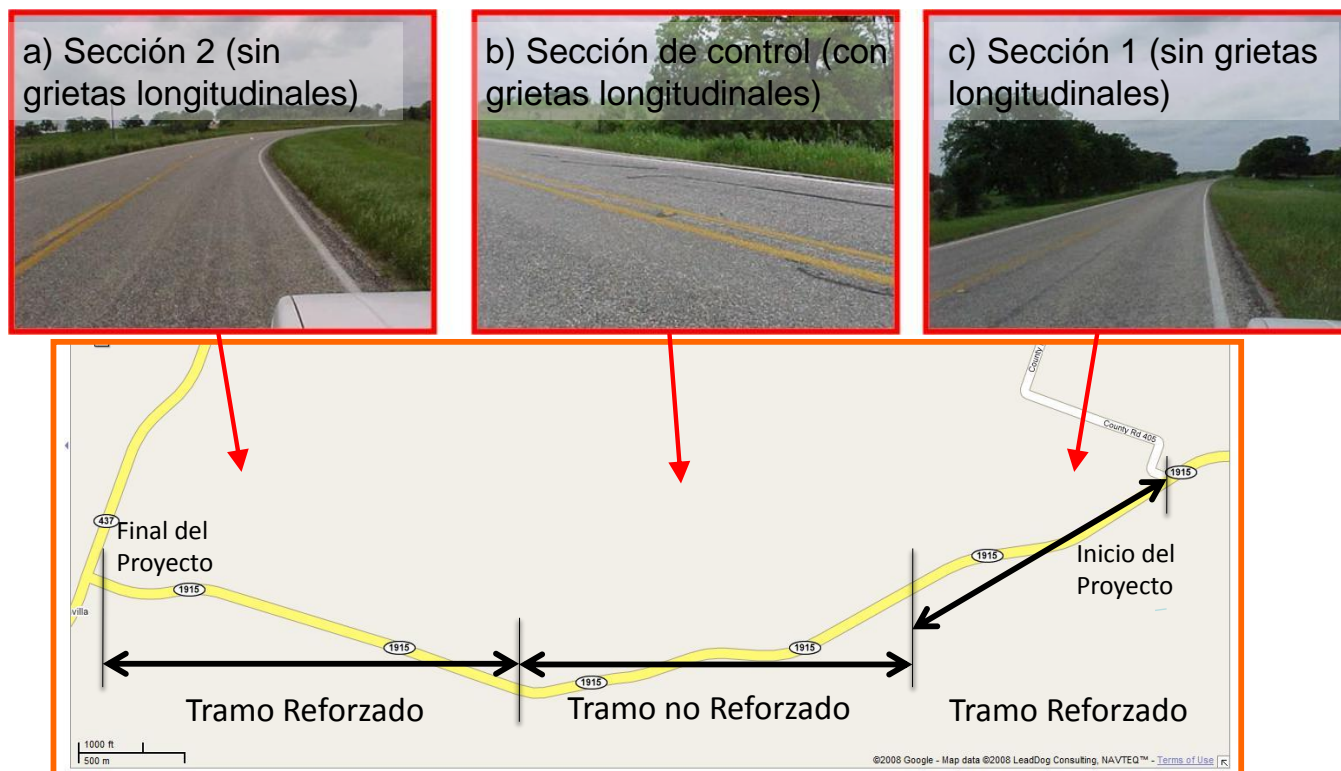 a) Sección 2 (sin
grietas longitudinales)
b) Sección de control (con
grietas longitudinales)
c) Sección 1 (sin grietas
longitudinales)
County
County Rd 405
1915
437
Final del
Proyecto
1915
1915
Inicio del
Proyecto
villa
1915
1915
1915
Tramo Reforzado
Tramo no Reforzado
Tramo Reforzado
1000 ft
500 m
©2008 Google - Map data ©2008 LeadDog Consulting, NAVTEQ™ - Terms of Use